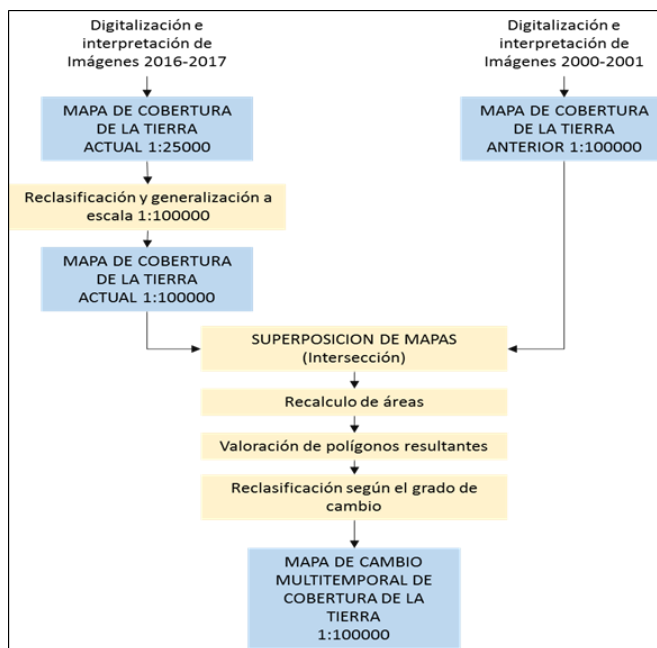 Digitalización e
interpretación de
Imágenes 2016-2017
MAPA DE COBERTURA
DE LA TIERRA
ACTUAL 1:25000
Reclasificación y generalización a
escala 1:100000
MAPA DE COBERTURA
DE LA TIERRA
ACTUAL 1:100000
Digitalización e
interpretación de
Imágenes 2000-2001
MAPA DE COBERTURA
DE LA TIERRA
ANTERIOR 1:100000
SUPERPOSICION DE MAPAS
(Intersección)
Recalculo de áreas
Valoración de polígonos resultantes
Reclasificación según el grado de
cambio
MAPA DE CAMBIO
MULTITEMPORAL DE
COBERTURA DE LA
TIERRA
1:100000